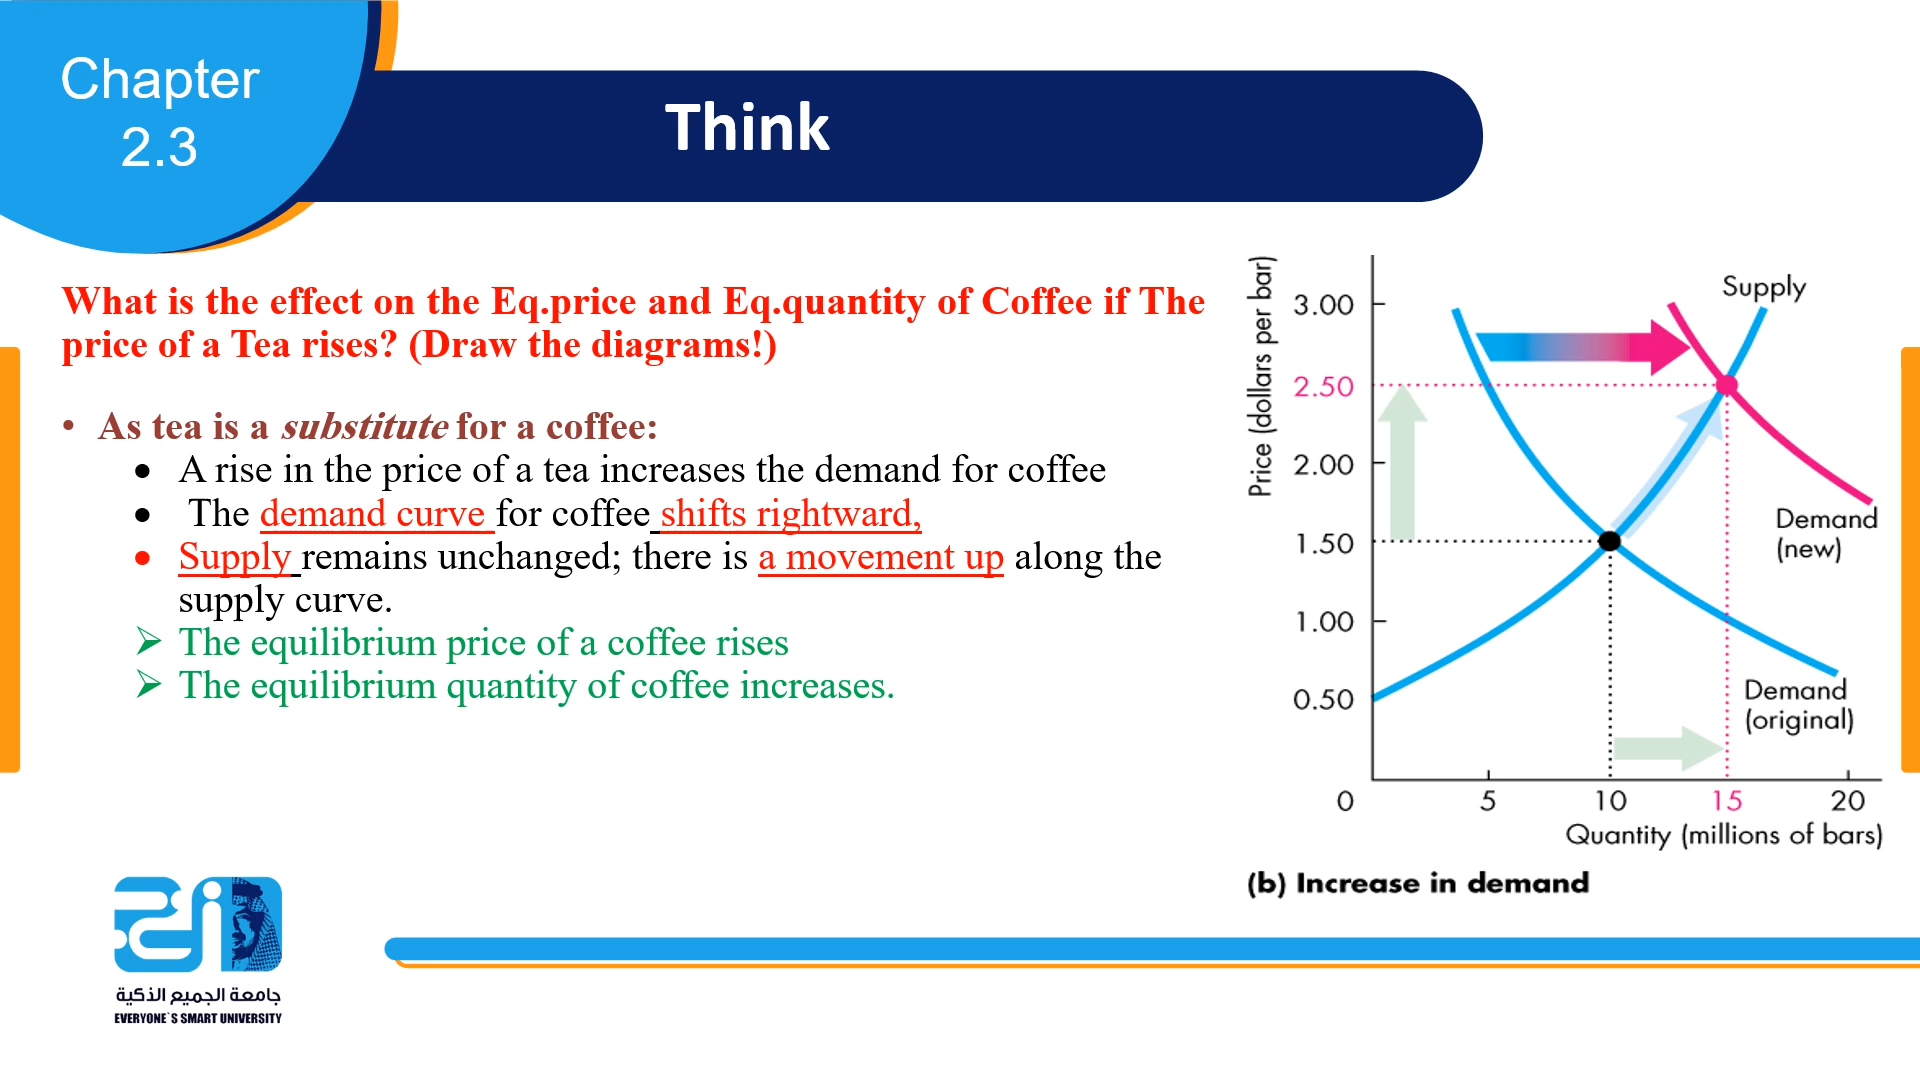 Chapter
2.3
Think
What is the effect on the Eq.price and Eq.quantity of Coffee if The
price of a Tea rises? (Draw the diagrams!)
• As tea is a substitute for a coffee:
• A rise in the price of a tea increases the demand for coffee
• The demand curve for coffee shifts rightward,
• Supply remains unchanged; there is a movement up along the
supply curve.
➢ The equilibrium price of a coffee rises
➢ The equilibrium quantity of coffee increases.
Price (dollars per bar)
3.00
2.50
2.00
1.50
1.00
0.50
0
5
10
15
20
Quantity (millions of bars)
Supply
Demand
(new)
Demand
(original)
(b) Increase in demand
جامعة الجميع الذكية
EVERYONE`S SMART UNIVERSITY